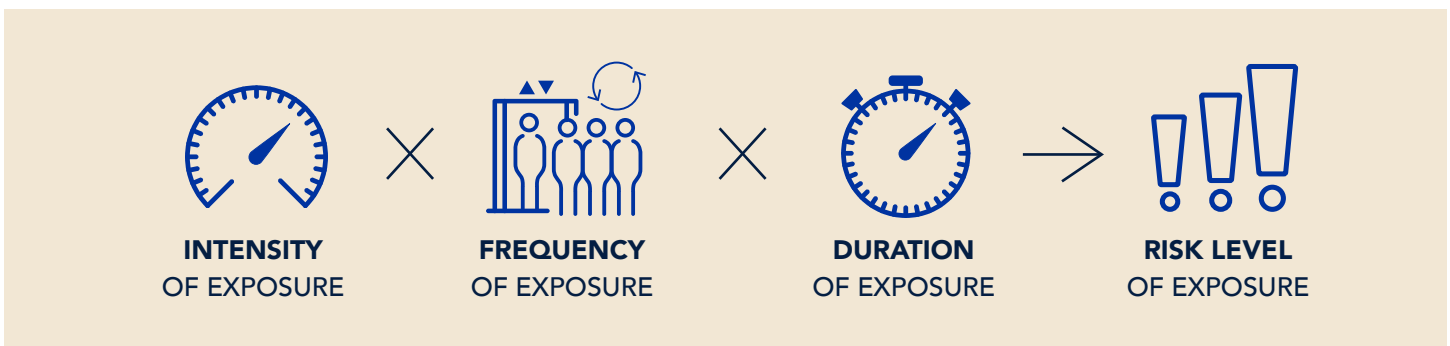 INTENSITY
OF EXPOSURE
FREQUENCY
OF EXPOSURE
DURATION
OF EXPOSURE
RISK LEVEL
OF EXPOSURE